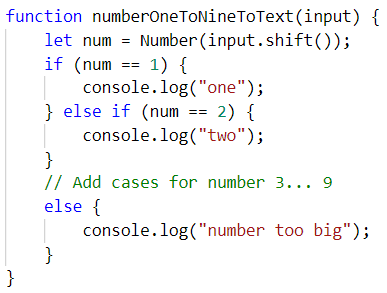 function numberOneToNineToText(input) {
    let num = Number(input.shift());
    if (num == 1) {
        console.log("one");
    } else if (num == 2) {
        console.log("two");
    }
    // Add cases for number 3... 9
    else {
        console.log("number too big");
    }
}